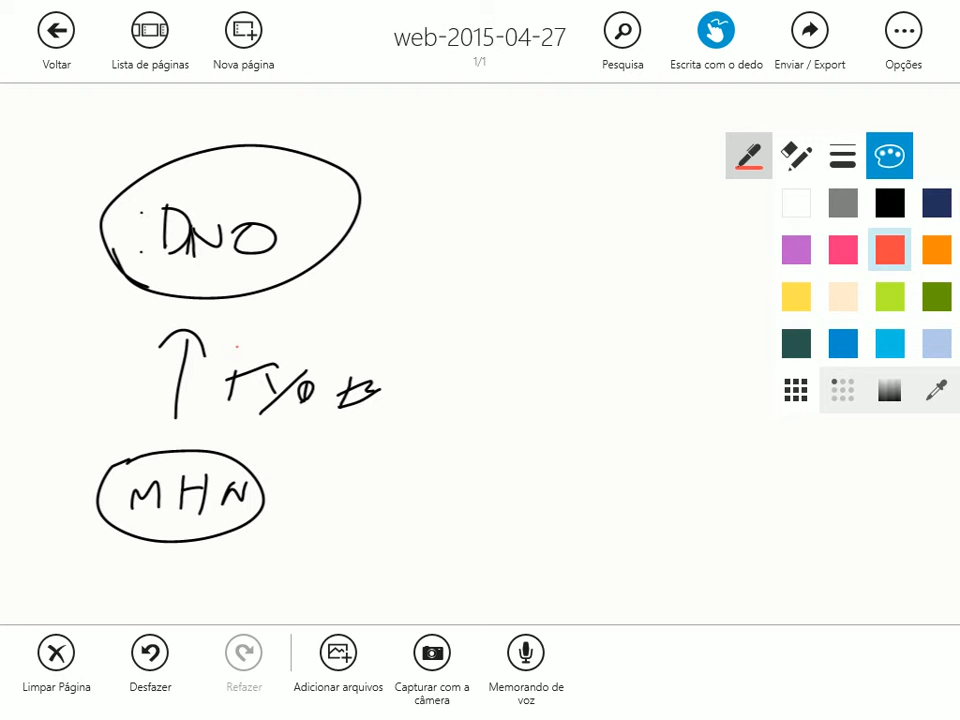 web-2015-04-27
1/1
Voltar
Lista de páginas
Nova página
Pesquisa
Escrita com o dedo
Enviar / Export
Opções
DNO
MHN
Limpar Página
Desfazer
Refazer
Adicionar arquivos
Capturar com a
câmera
Memorando de
voz